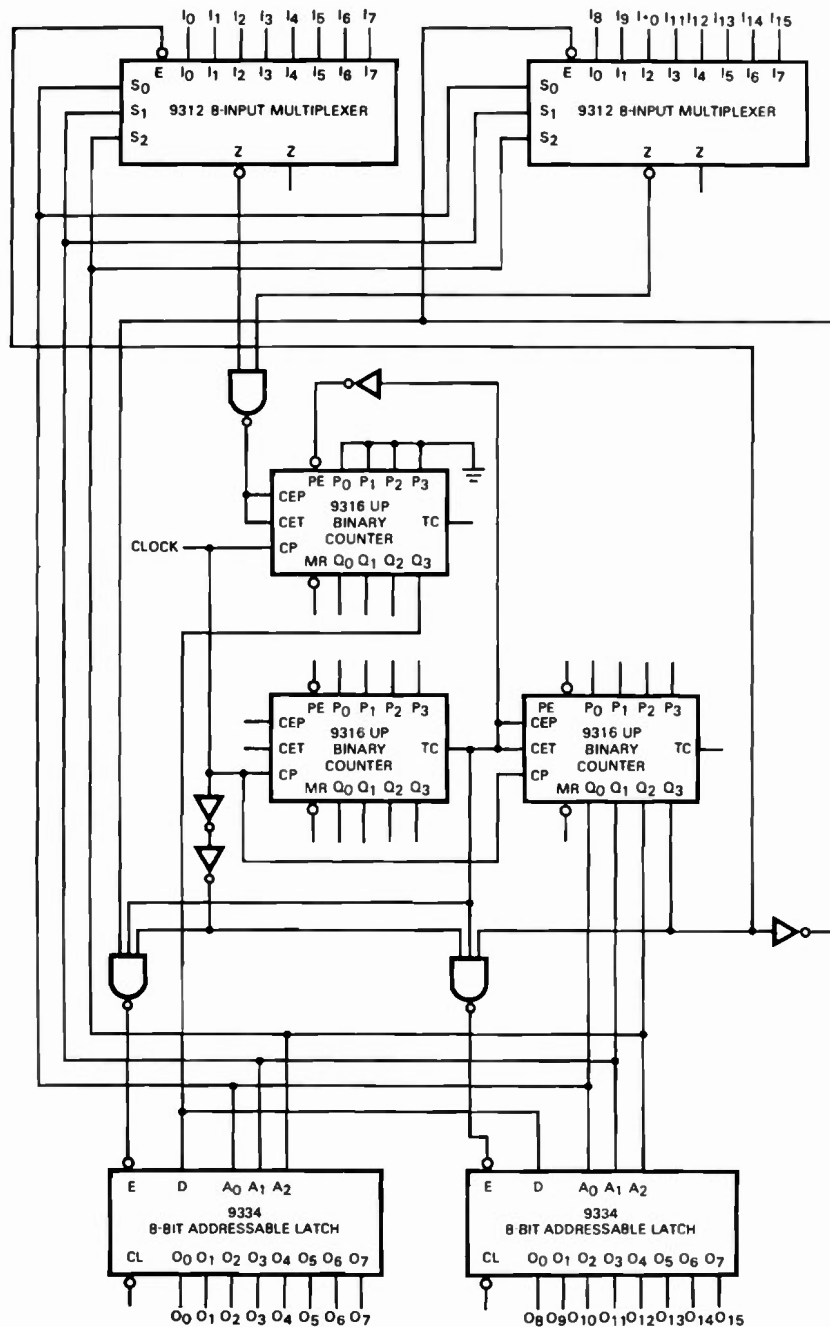 I0 I1 I2 I3 I4 I5 I6 I7
I8 I9 I•0 I11 I12 I13 I14 I15
E I0 I1 I2 I3 I4 I5 I6 I7
S0
S1 9312 8-INPUT MULTIPLEXER
S2
Z Z
E I0 I1 I2 I3 I4 I5 I6 I7
S0
S1 9312 8-INPUT MULTIPLEXER
S2
Z Z
PE P0 P1 P2 P3
CEP 9316 UP
CET BINARY TC
CLOCK CP COUNTER
MR Q0 Q1 Q2 Q3
PE P0 P1 P2 P3
CEP 9316 UP
CET BINARY TC
CP COUNTER
MR Q0 Q1 Q2 Q3
PE P0 P1 P2 P3
CEP 9316 UP
CET BINARY TC
CP COUNTER
MR Q0 Q1 Q2 Q3
E D A0 A1 A2
9334
8-BIT ADDRESSABLE LATCH
CL O0 O1 O2 O3 O4 O5 O6 O7
O0 O1 O2 O3 O4 O5 O6 O7
E D A0 A1 A2
9334
8-BIT ADDRESSABLE LATCH
CL O0 O1 O2 O3 O4 O5 O6 O7
O8 O9 O10 O11 O12 O13 O14 O15